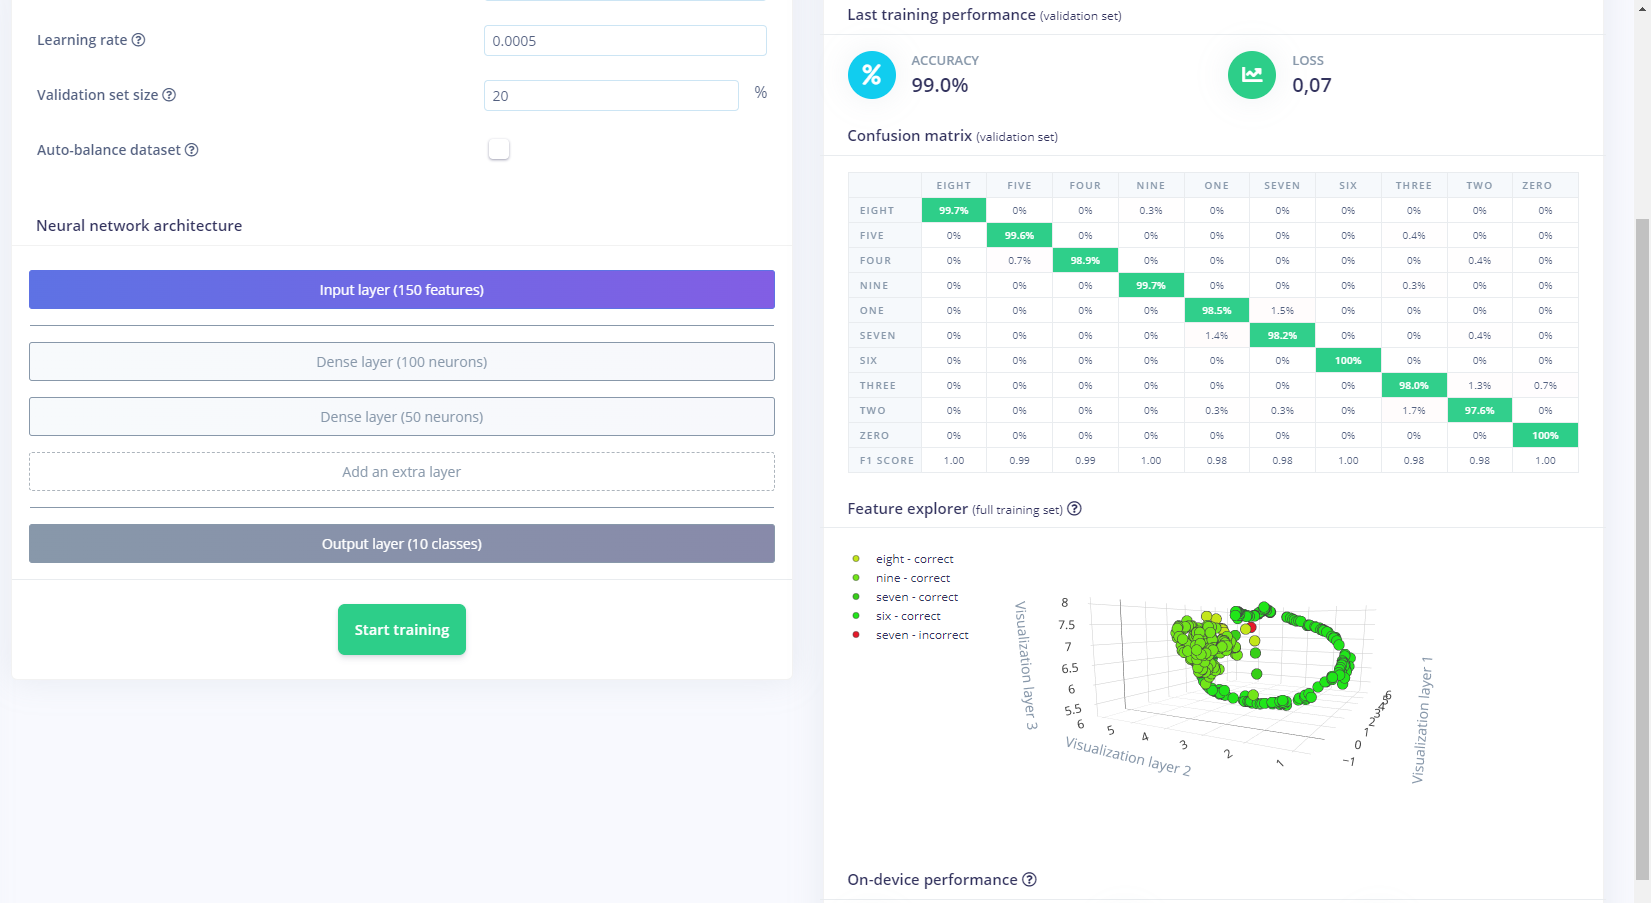 Learning rate
0.0005
Validation set size
20 %
Auto-balance dataset
Neural network architecture
Input layer (150 features)
Dense layer (100 neurons)
Dense layer (50 neurons)
Add an extra layer
Output layer (10 classes)
Start training
Last training performance (validation set)
%
ACCURACY
99.0%
LOSS
0,07
Confusion matrix (validation set)
EIGHT FIVE FOUR NINE ONE SEVEN SIX THREE TWO ZERO
EIGHT 99.7% 0% 0% 0.3% 0% 0% 0% 0% 0% 0%
FIVE 0% 99.6% 0% 0% 0% 0% 0% 0.4% 0% 0%
FOUR 0% 0.7% 98.9% 0% 0% 0% 0% 0% 0.4% 0%
NINE 0% 0% 0% 99.7% 0% 0% 0% 0.3% 0% 0%
ONE 0% 0% 0% 0% 98.5% 1.5% 0% 0% 0% 0%
SEVEN 0% 0% 0% 0% 1.4% 98.2% 0% 0% 0.4% 0%
SIX 0% 0% 0% 0% 0% 0% 100% 0% 0% 0%
THREE 0% 0% 0% 0% 0% 0% 0% 98.0% 1.3% 0.7%
TWO 0% 0% 0% 0% 0.3% 0.3% 0% 1.7% 97.6% 0%
ZERO 0% 0% 0% 0% 0% 0% 0% 0% 0% 100%
F1 SCORE 1.00 0.99 0.99 1.00 0.98 0.98 1.00 0.98 0.98 1.00
Feature explorer (full training set)
eight - correct
nine - correct
seven - correct
six - correct
seven - incorrect
Visualization layer 3
8
7.5
7
6.5
6
5.5
6 5 4 3 2 1
Visualization layer 2
6
5
4
3
2
1
0
−1
Visualization layer 1
On-device performance